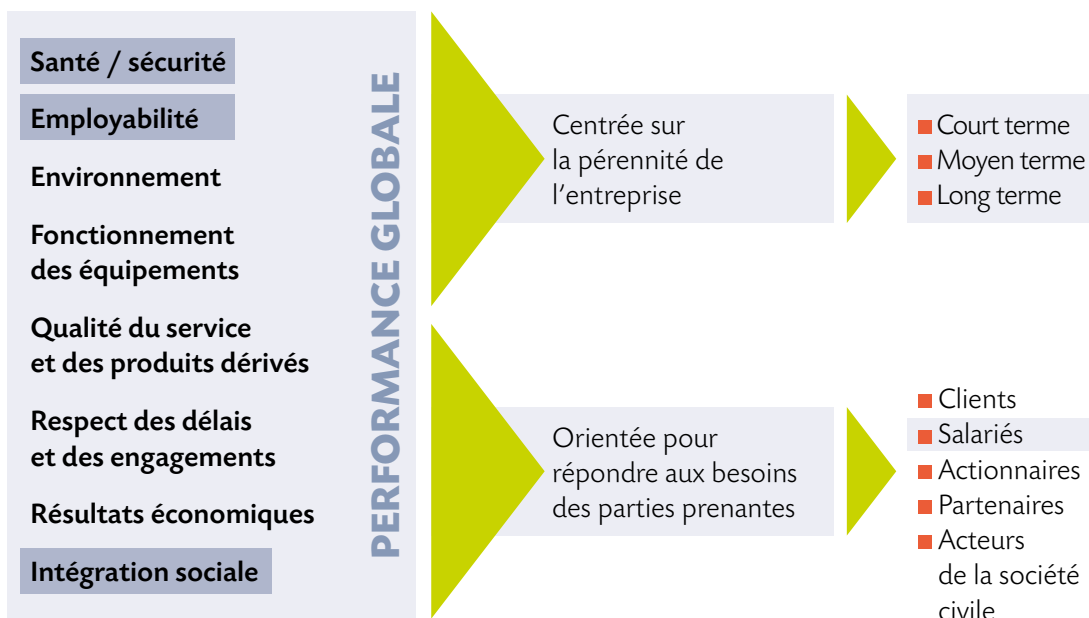 Santé / sécurité
Employabilité
Environnement
Fonctionnement
des équipements
Qualité du service
et des produits dérivés
Respect des délais
et des engagements
Résultats économiques
Intégration sociale
PERFORMANCE GLOBALE
Centrée sur
la pérennité de
l’entreprise
Court terme
Moyen terme
Long terme
Orientée pour
répondre aux besoins
des parties prenantes
Clients
Salariés
Actionnaires
Partenaires
Acteurs
de la société
civile